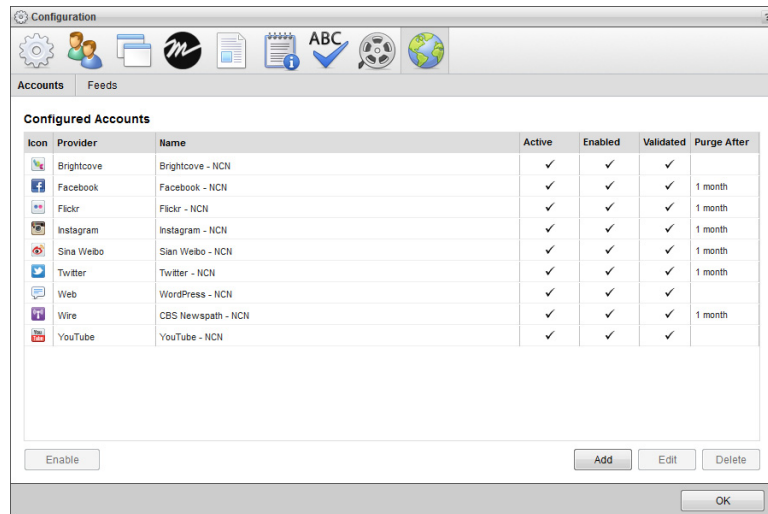 Configuration
ABC
Accounts Feeds
Configured Accounts
Icon Provider Name Active Enabled Validated Purge After
Brightcove Brightcove - NCN ✓ ✓ ✓
Facebook Facebook - NCN ✓ ✓ ✓ 1 month
Flickr Flickr - NCN ✓ ✓ ✓ 1 month
Instagram Instagram - NCN ✓ ✓ ✓ 1 month
Sina Weibo Sian Weibo - NCN ✓ ✓ ✓ 1 month
Twitter Twitter - NCN ✓ ✓ ✓ 1 month
Web WordPress - NCN ✓ ✓ ✓
Wire CBS Newspath - NCN ✓ ✓ ✓ 1 month
You Tube YouTube YouTube - NCN ✓ ✓ ✓
Enable Add Edit Delete
OK